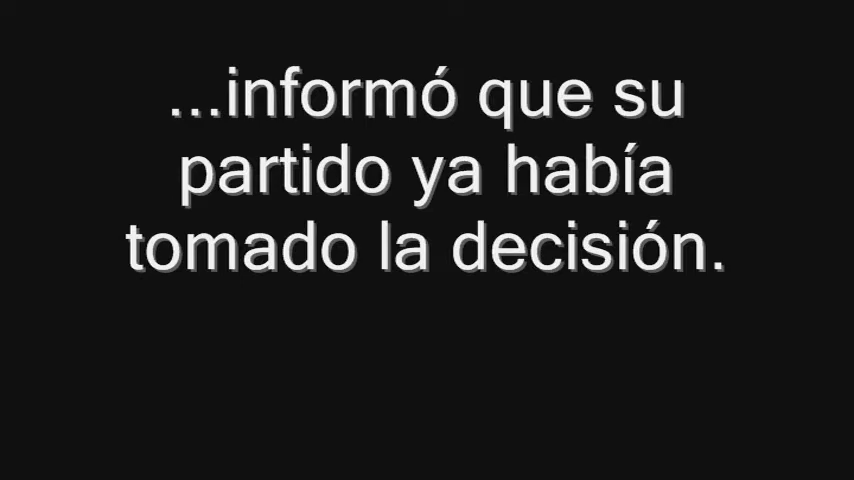 ...informó que su
partido ya había
tomado la decisión.